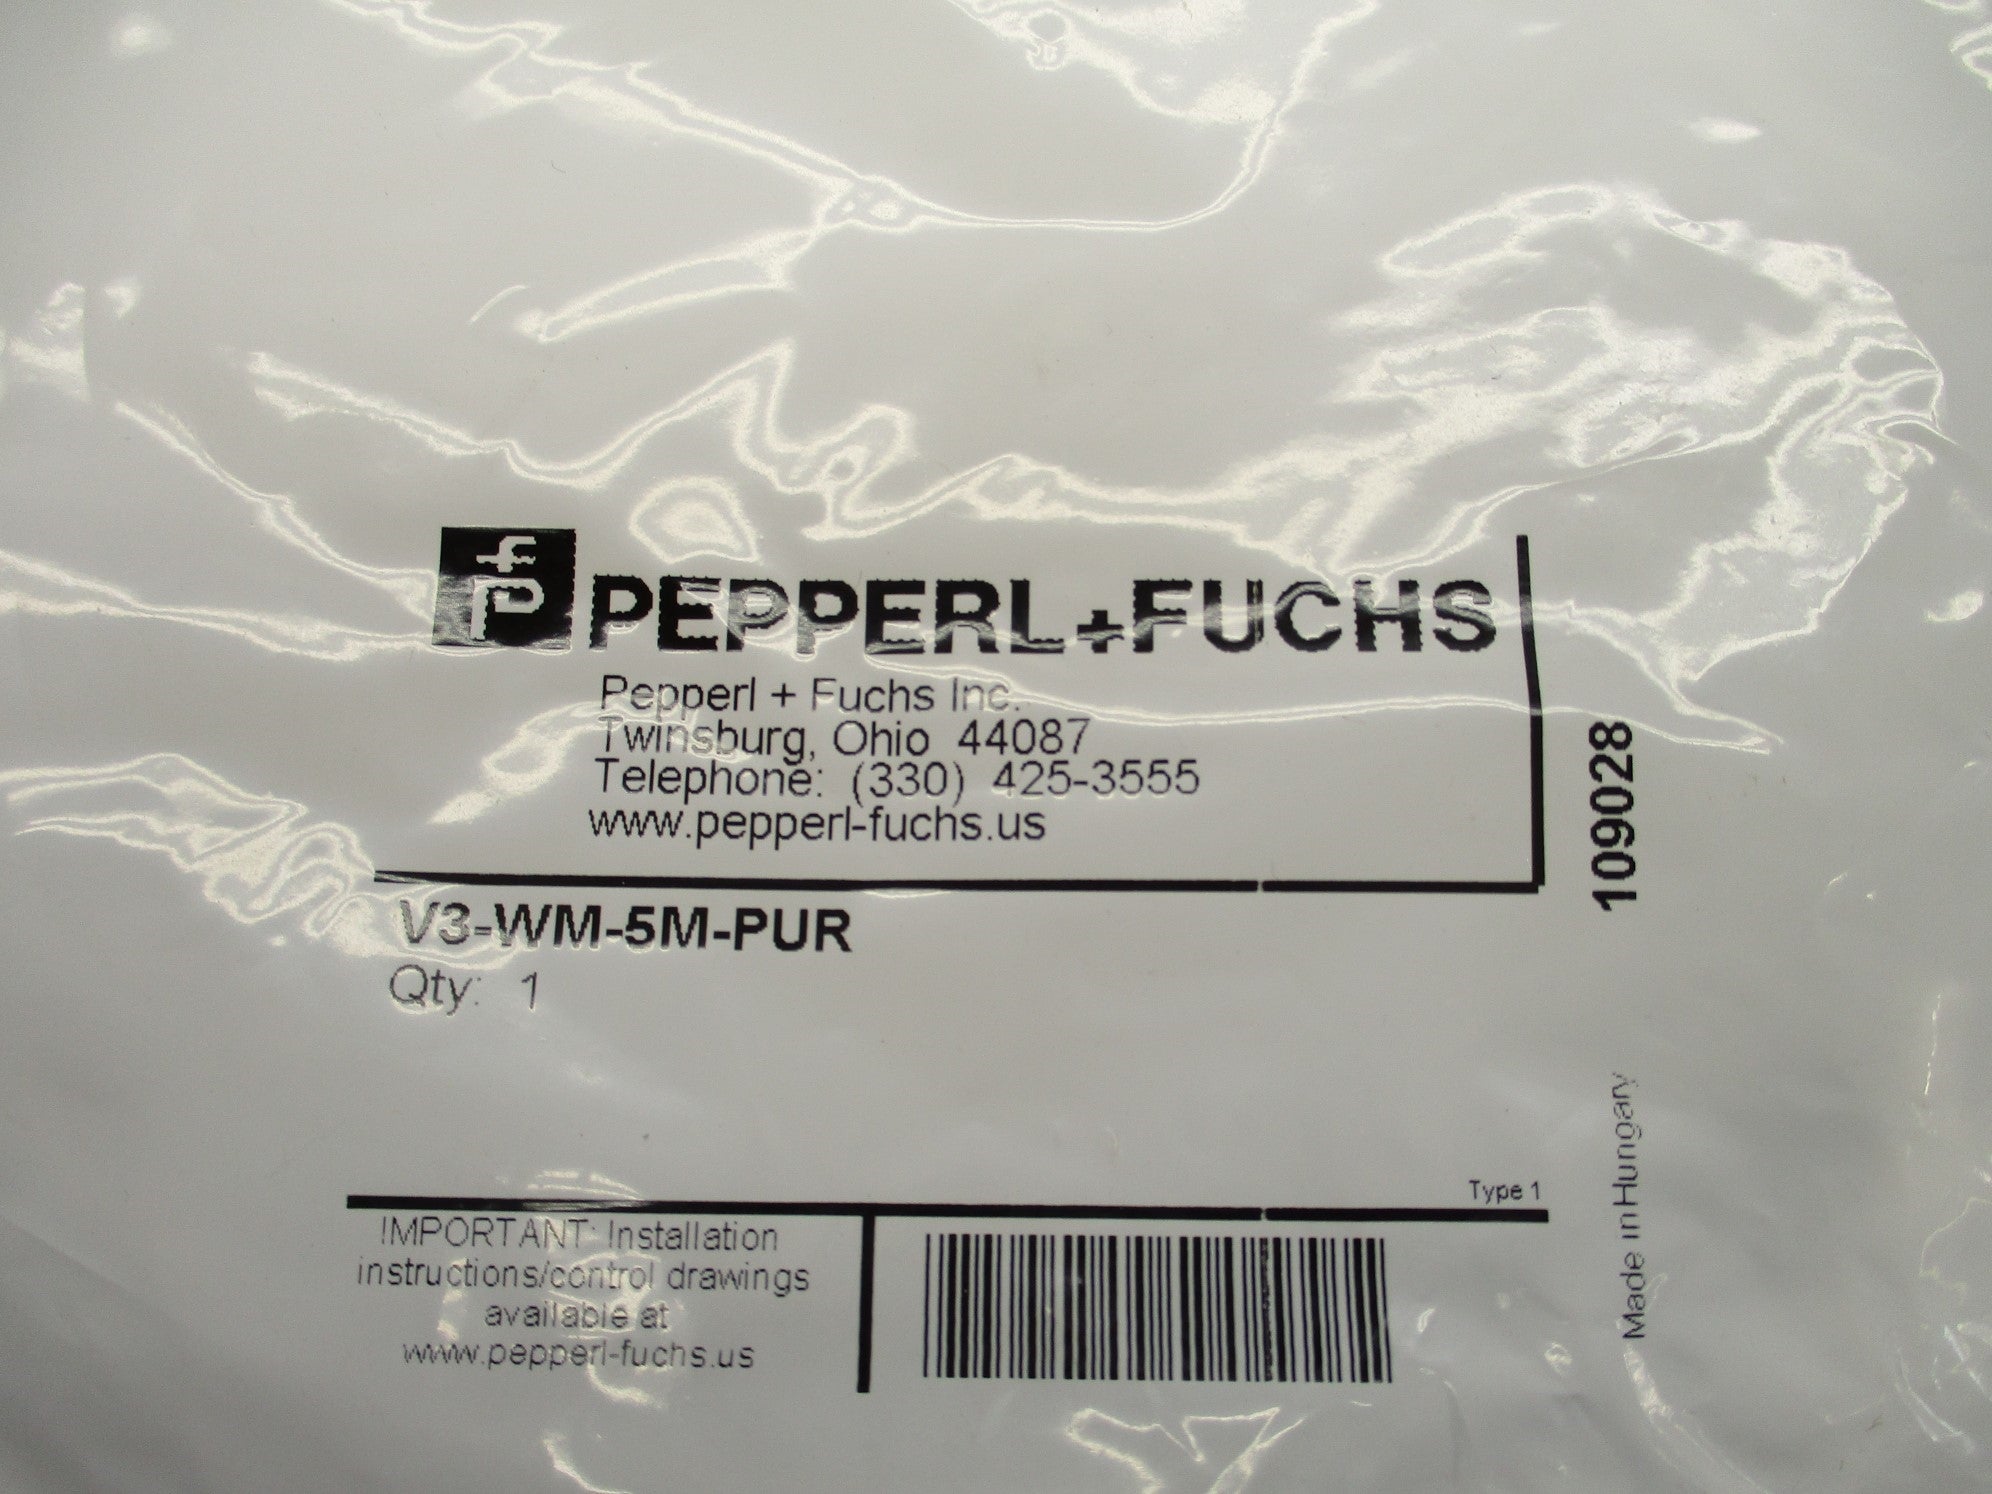 PEPPERL+FUCHS
Pepperl + Fuchs Inc.
Twinsburg, Ohio 44087
Telephone: (330) 425-3555
www.pepperl-fuchs.us
109028
V3-WM-5M-PUR
Qty: 1
Made in Hungary
Type 1
IMPORTANT: Installation
instructions/control drawings
available at
www.pepperl-fuchs.us